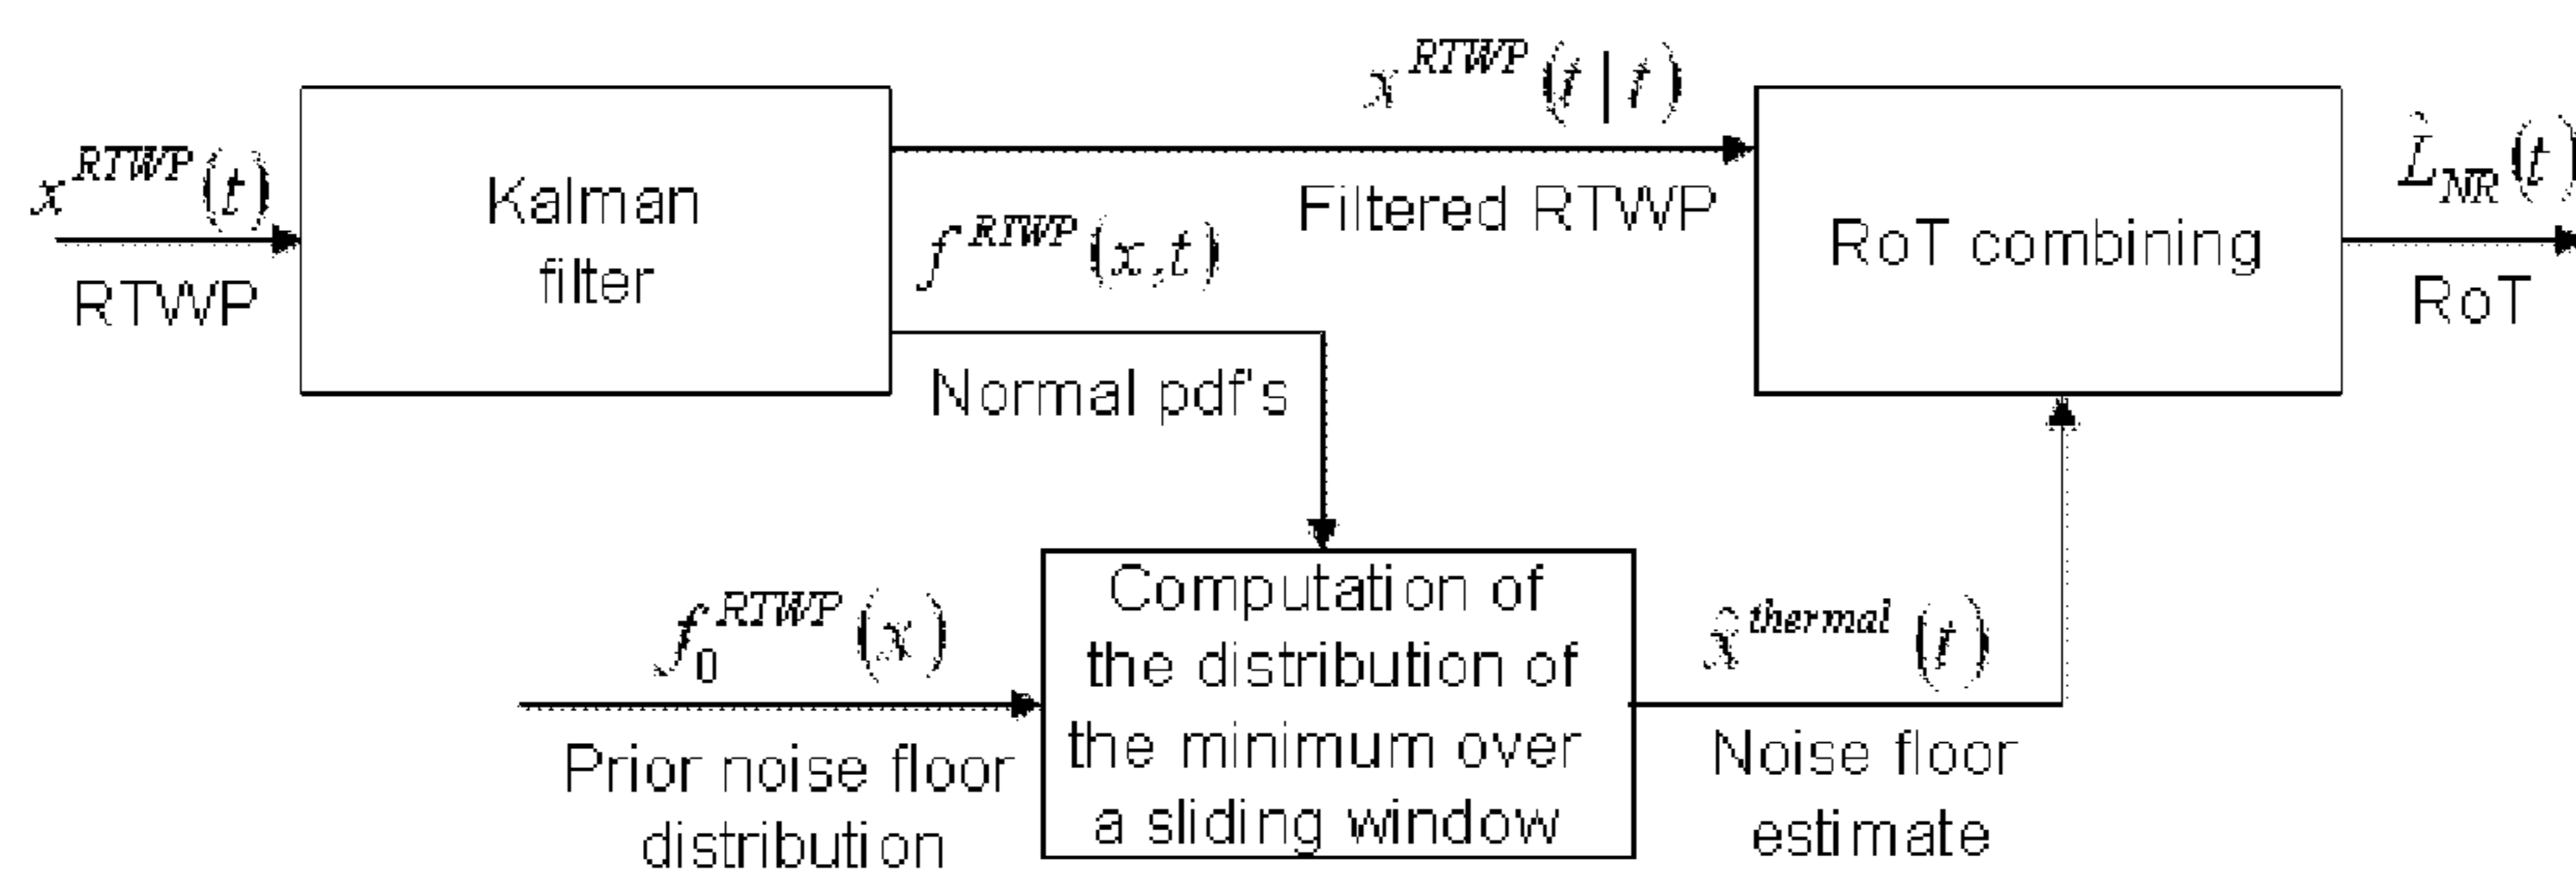 x^RTWP(t)
RTWP
Kalman
filter
x^RTWP(t|t)
Filtered RTWP
f^RTWP(x,t)
Normal pdf's
RoT combining
L̂_NR(t)
RoT
f_0^RTWP(x)
Prior noise floor
distribution
Computation of
the distribution of
the minimum over
a sliding window
x̂^thermal(t)
Noise floor
estimate